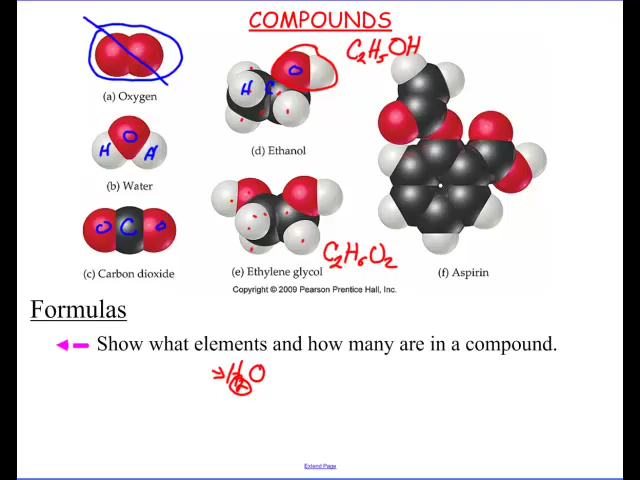 COMPOUNDS
C₂H₅OH
O
H C
(a) Oxygen
O
H H
(d) Ethanol
(b) Water
O C O
C₂H₆O₂
(c) Carbon dioxide
(e) Ethylene glycol
(f) Aspirin
Copyright © 2009 Pearson Prentice Hall, Inc.
Formulas
Show what elements and how many are in a compound.
H₂O
Extend Page